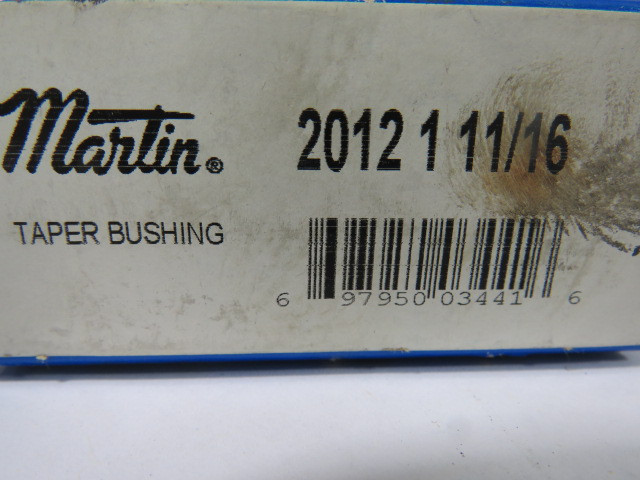 Martin®
2012 1 11/16
TAPER BUSHING
6 97950 03441 6